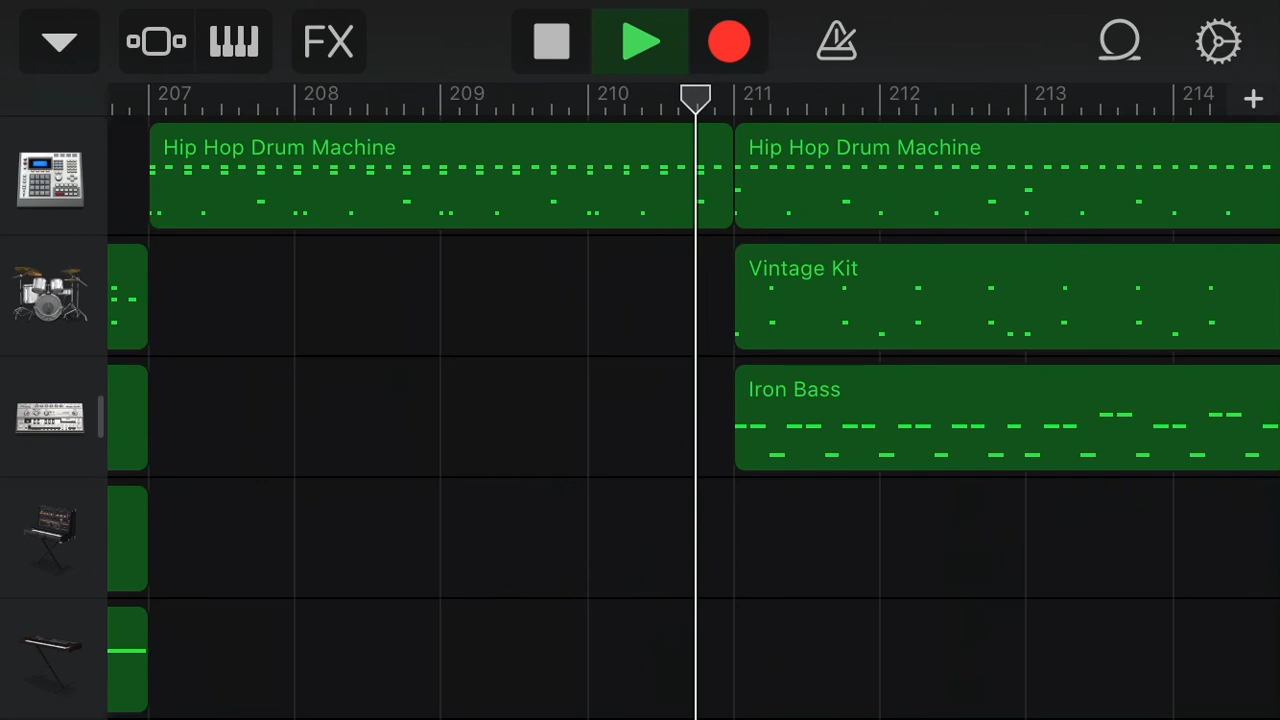 FX
207 208 209 210 211 212 213 214
Hip Hop Drum Machine
Hip Hop Drum Machine
Vintage Kit
Iron Bass